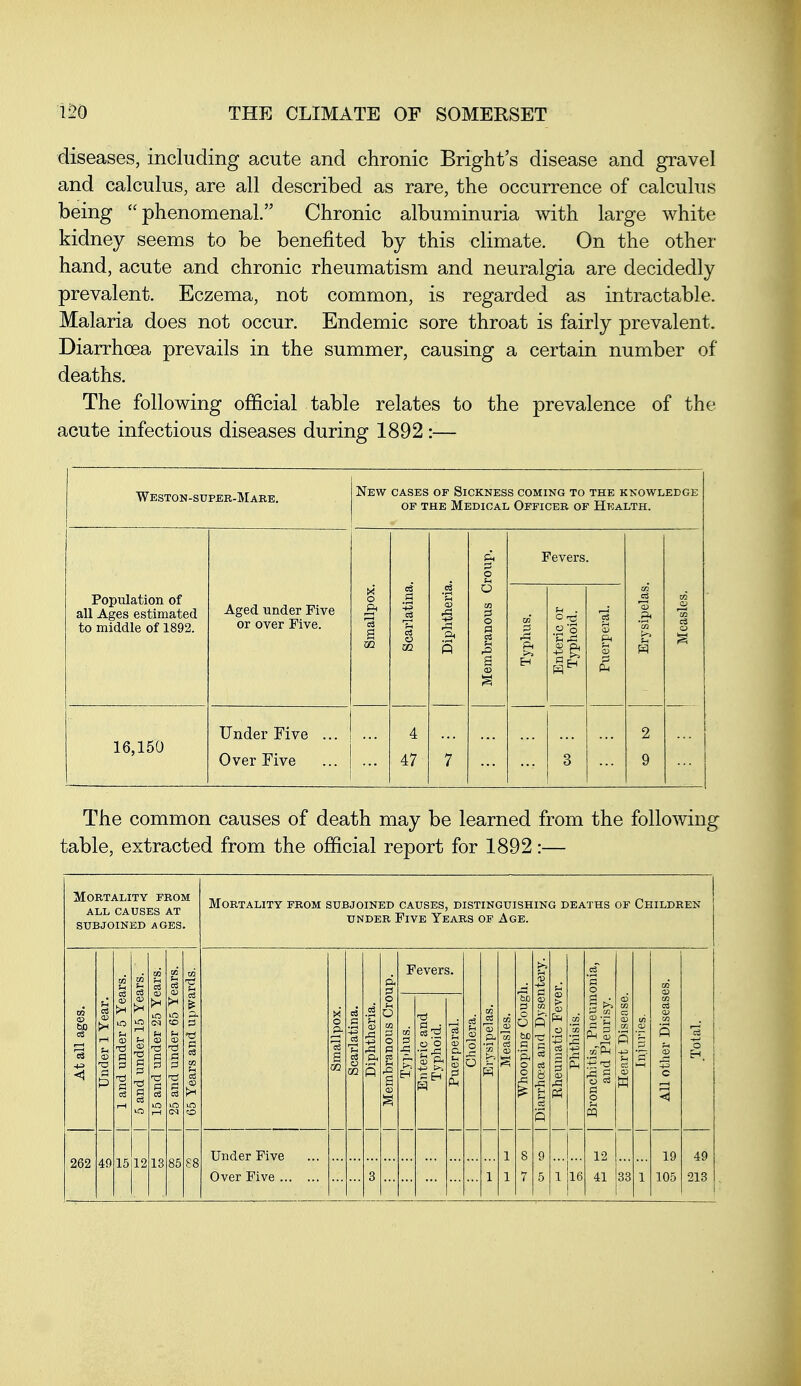 120 THE CLIMATE OF SOMERSET
diseases, including acute and chronic Bright's disease and gravel
and calculus, are all described as rare, the occurrence of calculus
being “phenomenal.” Chronic albuminuria with large white
kidney seems to be benefited by this climate. On the other
hand, acute and chronic rheumatism and neuralgia are decidedly
prevalent. Eczema, not common, is regarded as intractable.
Malaria does not occur. Endemic sore throat is fairly prevalent.
Diarrhœa prevails in the summer, causing a certain number of
deaths.
The following official table relates to the prevalence of the
acute infectious diseases during 1892:—
Weston-super-Mare.
New cases of Sickness coming to the knowledge
of the Medical Officer of Health.
Population of
all Ages estimated
to middle of 1892.
Aged under Five
or over Five.
Smallpox.
Scarlatina.
Diphtheria.
Membranous Croup.
Fevers.
Typhus.
Enteric or
Typhoid.
Puerperal.
Erysipelas.
Measles.
16,150
Under Five ... ... 4 ... ... ... ... ... 2 ...
Over Five ... ... 47 7 ... ... 3 ... 9 ...
The common causes of death may be learned from the following
table, extracted from the official report for 1892:—
Mortality from
all causes at
subjoined ages.
Mortality from subjoined causes, distinguishing deaths of Children
under Five Years of Age.
At all ages.
Under 1 Year.
1 and under 5 Years.
5 and under 15 Years.
15 and under 25 Years.
25 and under 65 Years.
65 Years and upwards.
Smallpox.
Scarlatina.
Diphtheria.
Membranous Croup.
Fevers.
Typhus.
Enteric and
Typhoid.
Puerperal.
Cholera.
Erysipelas.
Measles.
Whooping Cough.
Diarrhœa and Dysentery.
Rheumatic Fever.
Phthisis.
Bronchitis, Pneumonia,
and Pleurisy.
Heart Disease.
Injuries.
All other Diseases.
Total.
262 49 15 12 13 85 88
Under Five ... ... ... ... ... ... ... ... ... ... ... 1 8 9 ... ... 12 ... ... 19 49
Over Five ... ... ... ... 3 ... ... ... ... ... 1 1 7 5 1 16 41 33 1 105 213